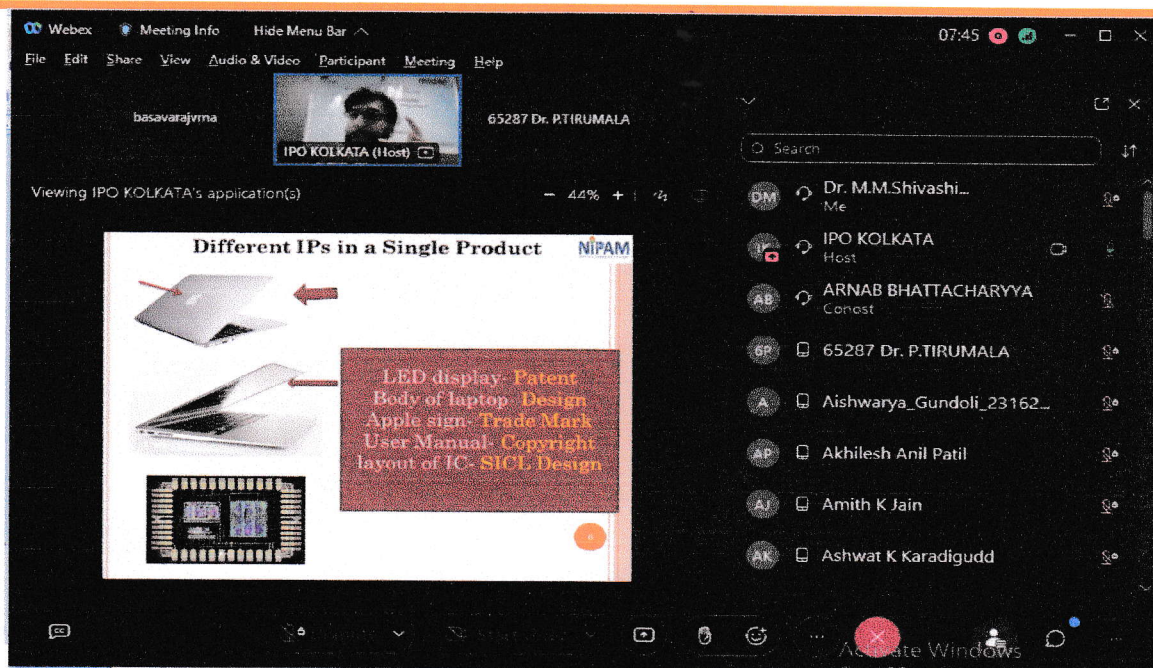 Webex Meeting Info Hide Menu Bar
07:45
File Edit Share View Audio & Video Participant Meeting Help
basavarajvrna
IPO KOLKATA (Host)
65287 Dr. P.TIRUMALA
Viewing IPO KOLKATA's application(s)
44%
Different IPs in a Single Product
NIPAM
LED display- Patent
Body of laptop- Design
Apple sign- Trade Mark
User Manual- Copyright
layout of IC- SICL Design
6
Search
DM
Dr. M.M.Shivashi...
Me
IPO KOLKATA
Host
AB
ARNAB BHATTACHARYYA
6P
65287 Dr. P.TIRUMALA
A
Aishwarya_Gundoli_23162...
AP
Akhilesh Anil Patil
AJ
Amith K Jain
AK
Ashwat K Karadigudd
CC
Activate Windows